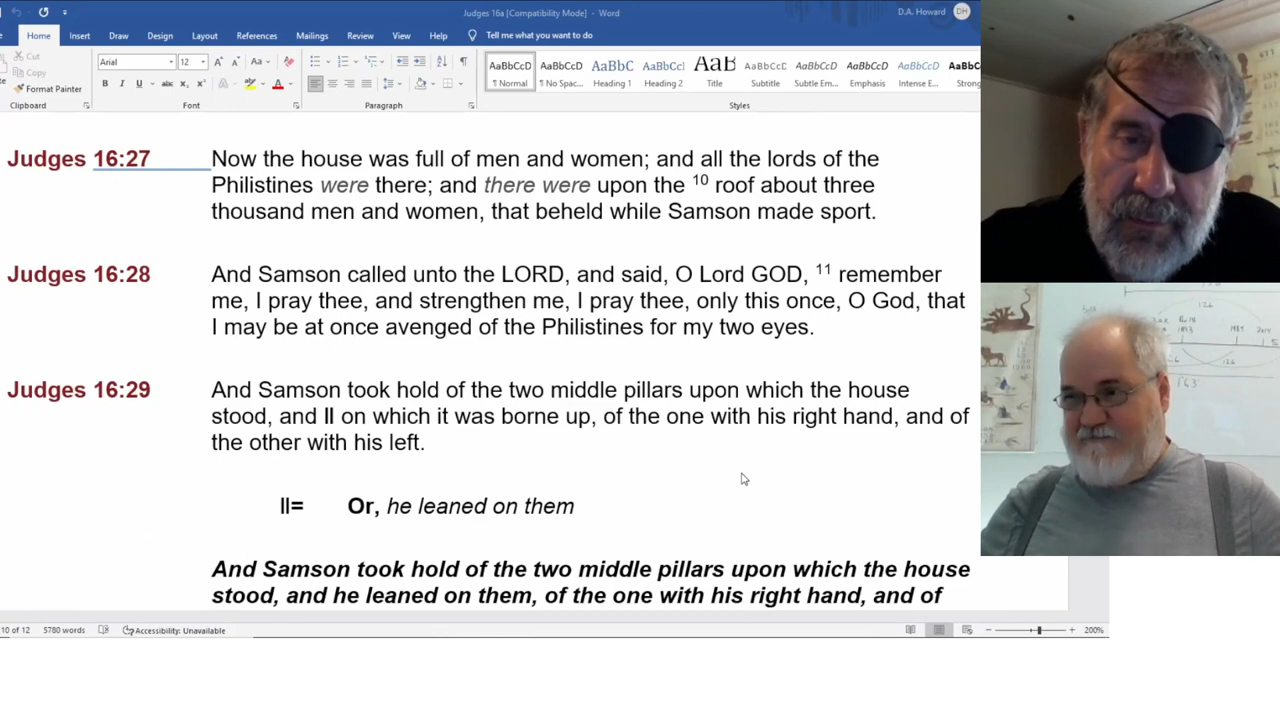 Judges 16a [Compatibility Mode] - Word
D.A. Howard
DH
Home Insert Draw Design Layout References Mailings Review View Help Tell me what you want to do
Cut
Copy
Format Painter
Clipboard
Arial 12
Font
Paragraph
AaBbCcD AaBbCcD AaBbC AaBbCc AaB AaBbCcD AaBbCcD AaBbCcD AaBbCcD AaBbCc
¶ Normal ¶ No Spac... Heading 1 Heading 2 Title Subtitle Subtle Em... Emphasis Intense E... Strong
Styles
Judges 16:27 Now the house was full of men and women; and all the lords of the
Philistines were there; and there were upon the 10 roof about three
thousand men and women, that beheld while Samson made sport.
Judges 16:28 And Samson called unto the LORD, and said, O Lord GOD, 11 remember
me, I pray thee, and strengthen me, I pray thee, only this once, O God, that
I may be at once avenged of the Philistines for my two eyes.
Judges 16:29 And Samson took hold of the two middle pillars upon which the house
stood, and ll on which it was borne up, of the one with his right hand, and of
the other with his left.
ll= Or, he leaned on them
And Samson took hold of the two middle pillars upon which the house
stood, and he leaned on them, of the one with his right hand, and of
10 of 12 5780 words Accessibility: Unavailable 200%